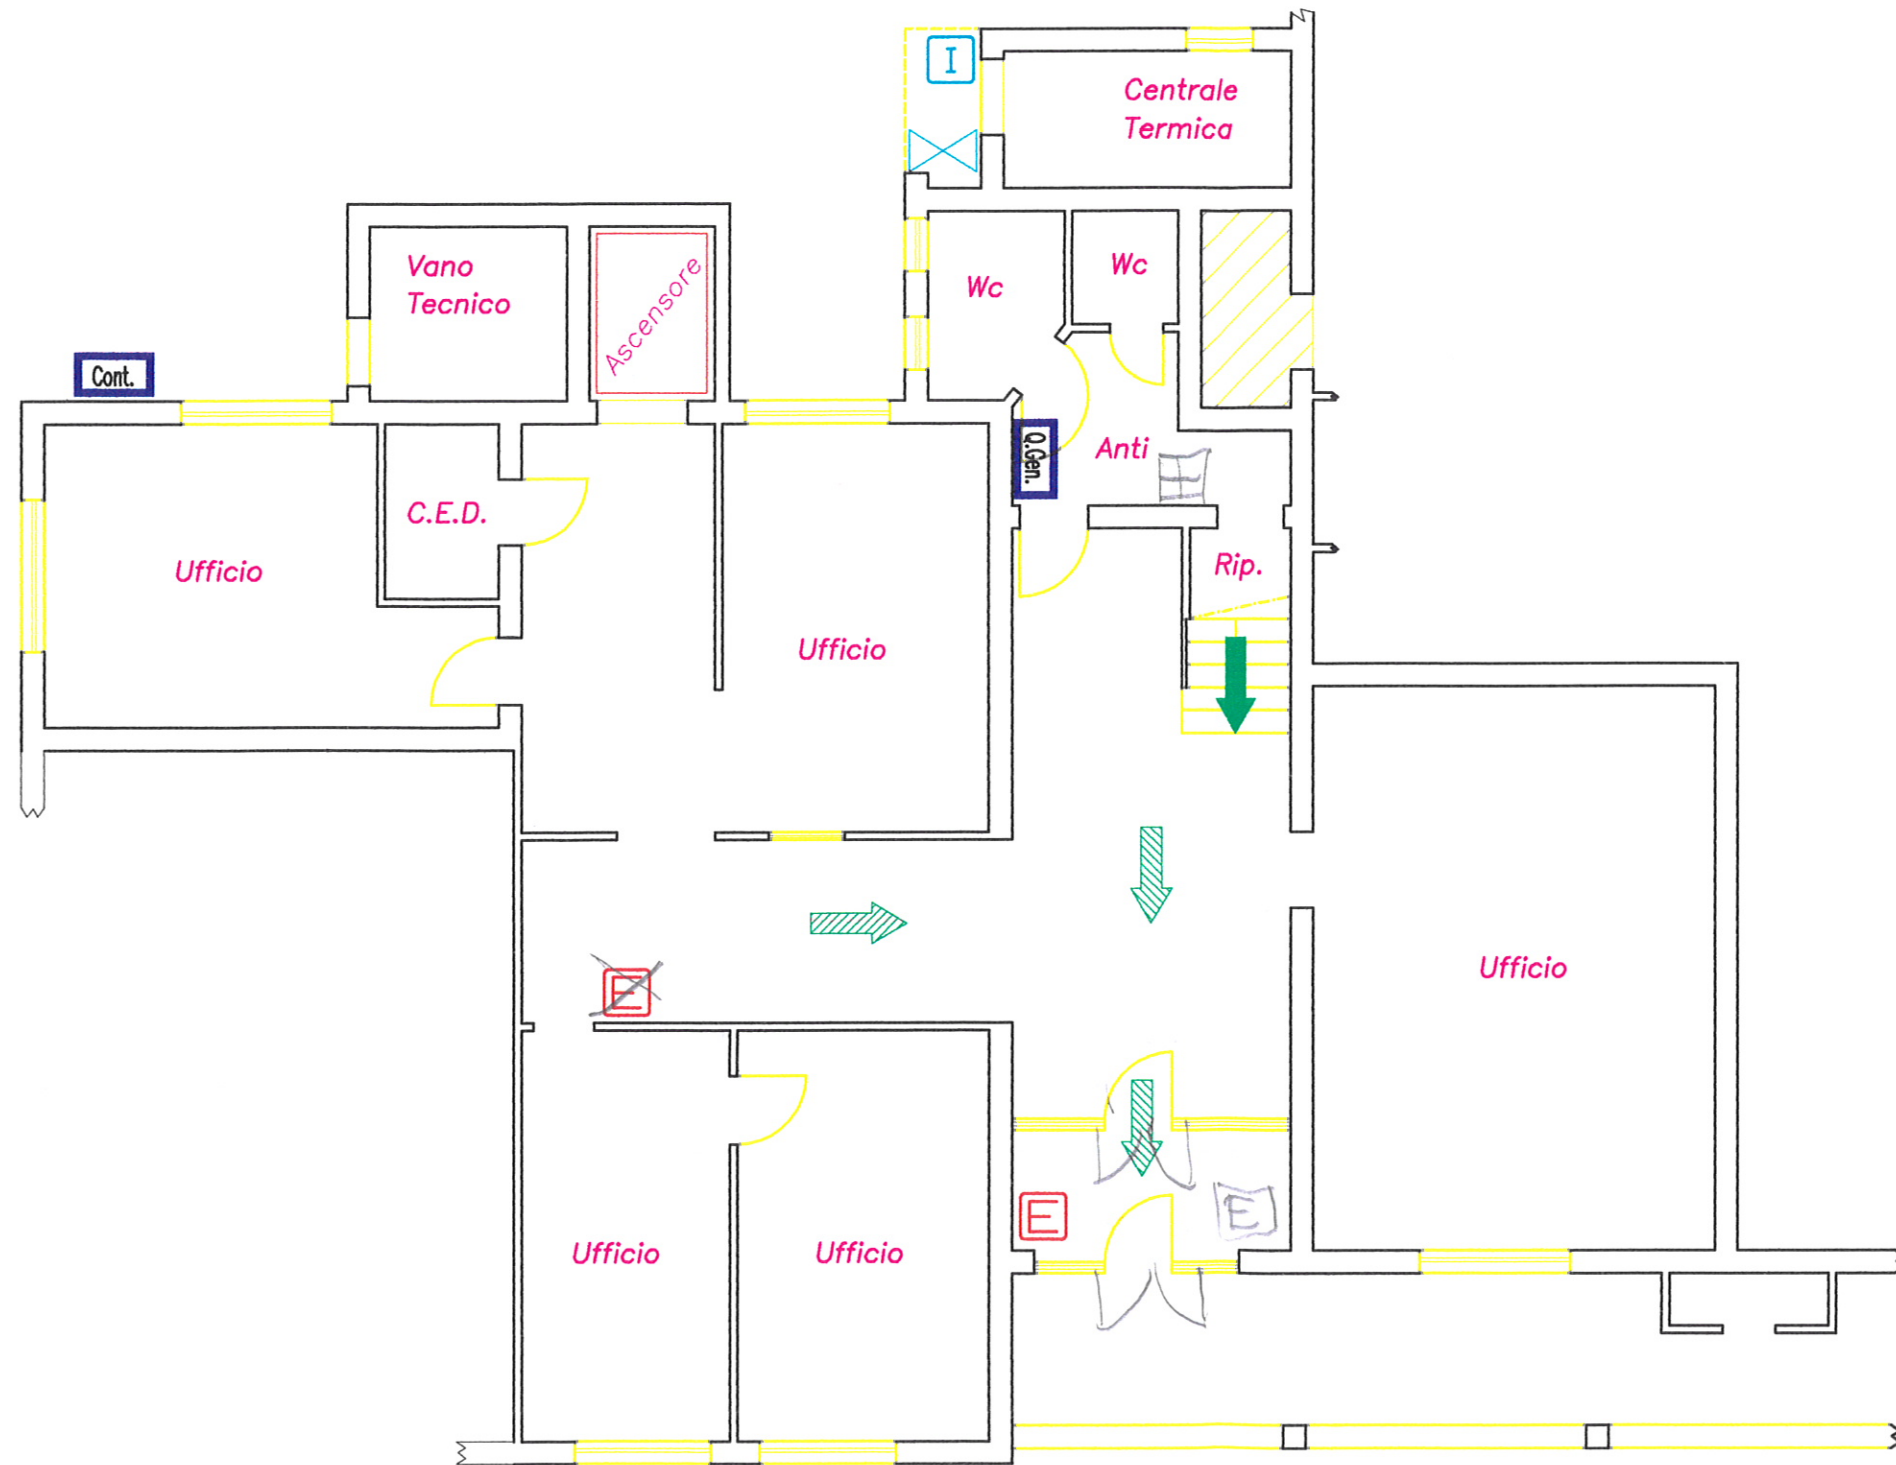 I
Centrale
Termica
Vano
Tecnico
Ascensore
Wc
Wc
Cont.
Q.Gen.
Anti
C.E.D.
Ufficio
Rip.
Ufficio
Ufficio
E
E
E
Ufficio
Ufficio